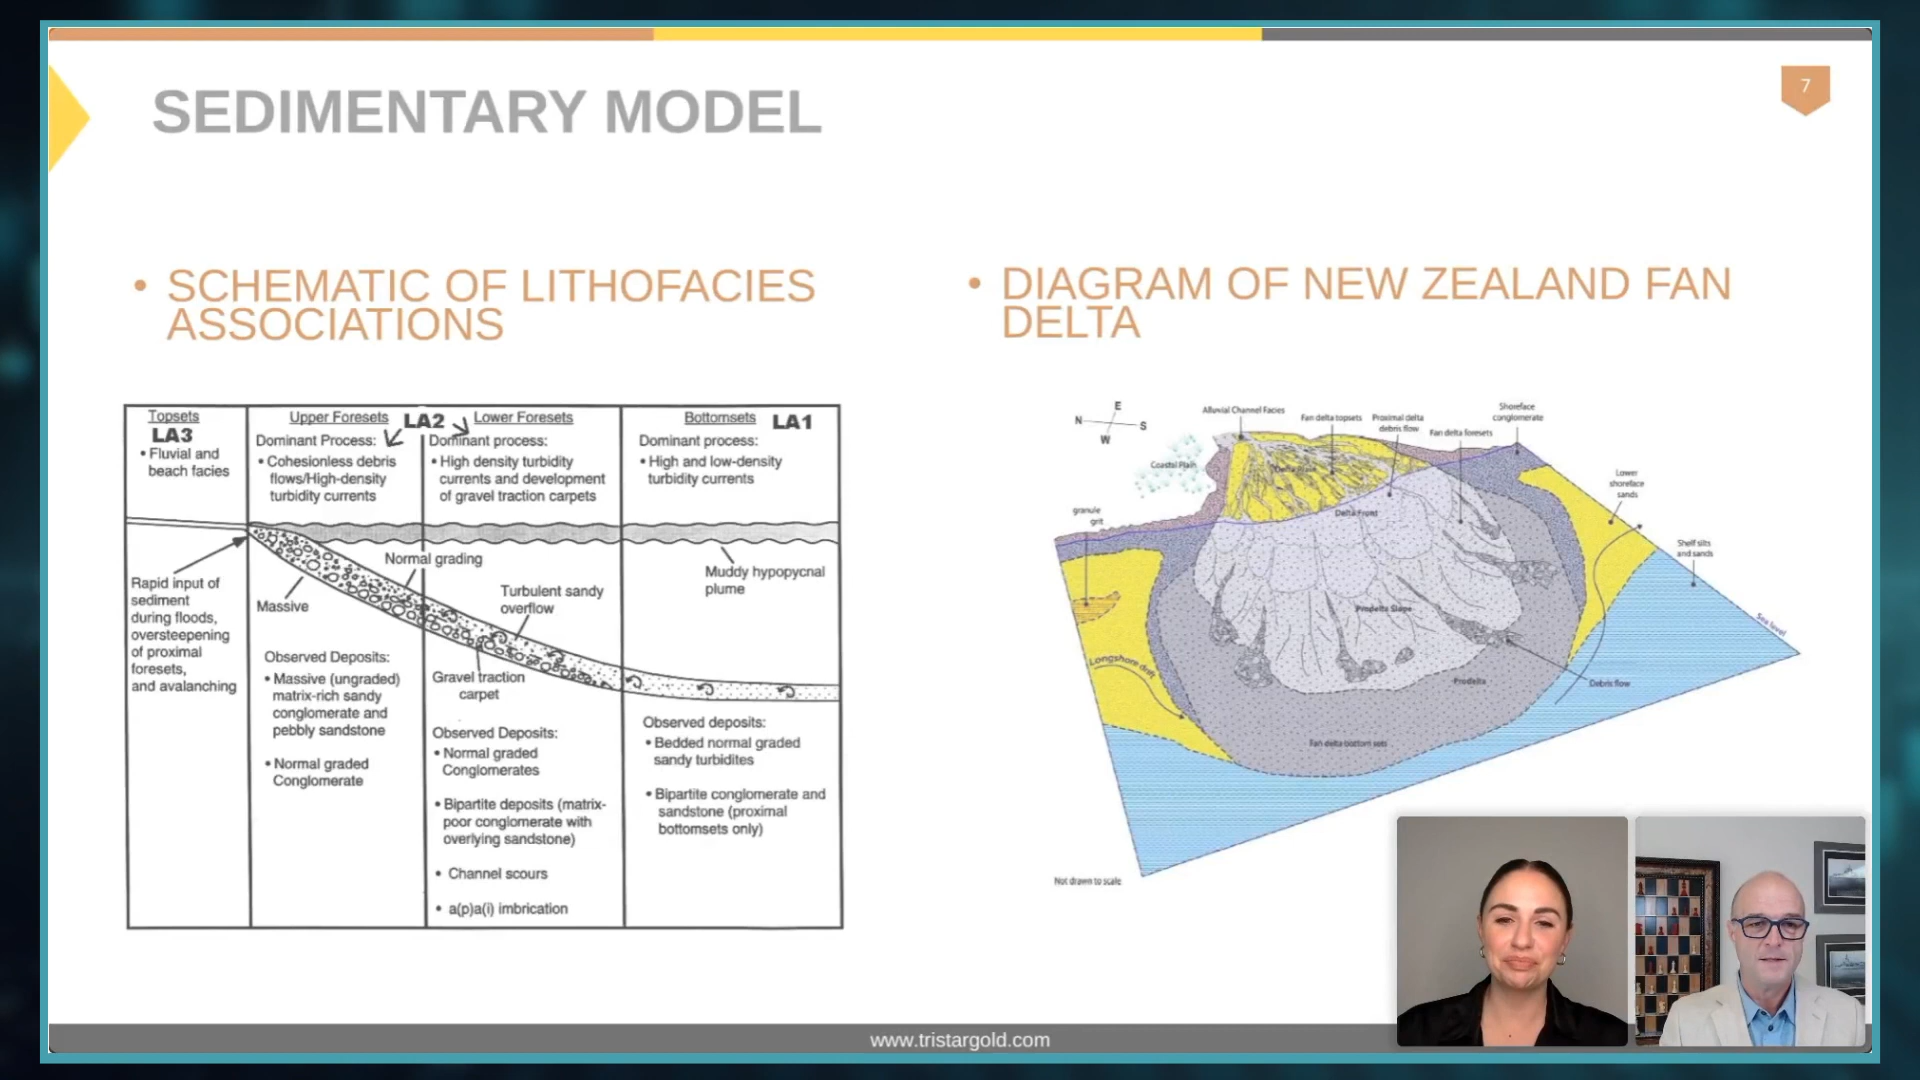 SEDIMENTARY MODEL
7
• SCHEMATIC OF LITHOFACIES
ASSOCIATIONS
Topsets
LA3
• Fluvial and
beach facies
Rapid input of
sediment
during floods,
oversteepening
of proximal
foresets,
and avalanching
Upper Foresets
LA2
Dominant Process:
• Cohesionless debris
flows/High-density
turbidity currents
Massive
Observed Deposits:
• Massive (ungraded)
matrix-rich sandy
conglomerate and
pebbly sandstone
• Normal graded
Conglomerate
Lower Foresets
Dominant process:
• High density turbidity
currents and development
of gravel traction carpets
Normal grading
Turbulent sandy
overflow
Gravel traction
carpet
Observed Deposits:
• Normal graded
Conglomerates
• Bipartite deposits (matrix-
poor conglomerate with
overlying sandstone)
• Channel scours
• a(p)a(i) imbrication
Bottomsets
LA1
Dominant process:
• High and low-density
turbidity currents
Muddy hypopycnal
plume
Observed deposits:
• Bedded normal graded
sandy turbidites
• Bipartite conglomerate and
sandstone (proximal
bottomsets only)
• DIAGRAM OF NEW ZEALAND FAN
DELTA
E
N
S
W
Alluvial Channel Facies
Fan delta topsets
Proximal delta
debris flow
Fan delta foresets
Shoreface
conglomerate
Coastal Plain
Delta Plain
Lower
shoreface
sands
granule
grit
Delta Front
Shelf silts
and sands
Prodelta Slope
Sea level
Longshore drift
Prodelta
Debris flow
Fan delta bottom sets
Not drawn to scale
www.tristargold.com